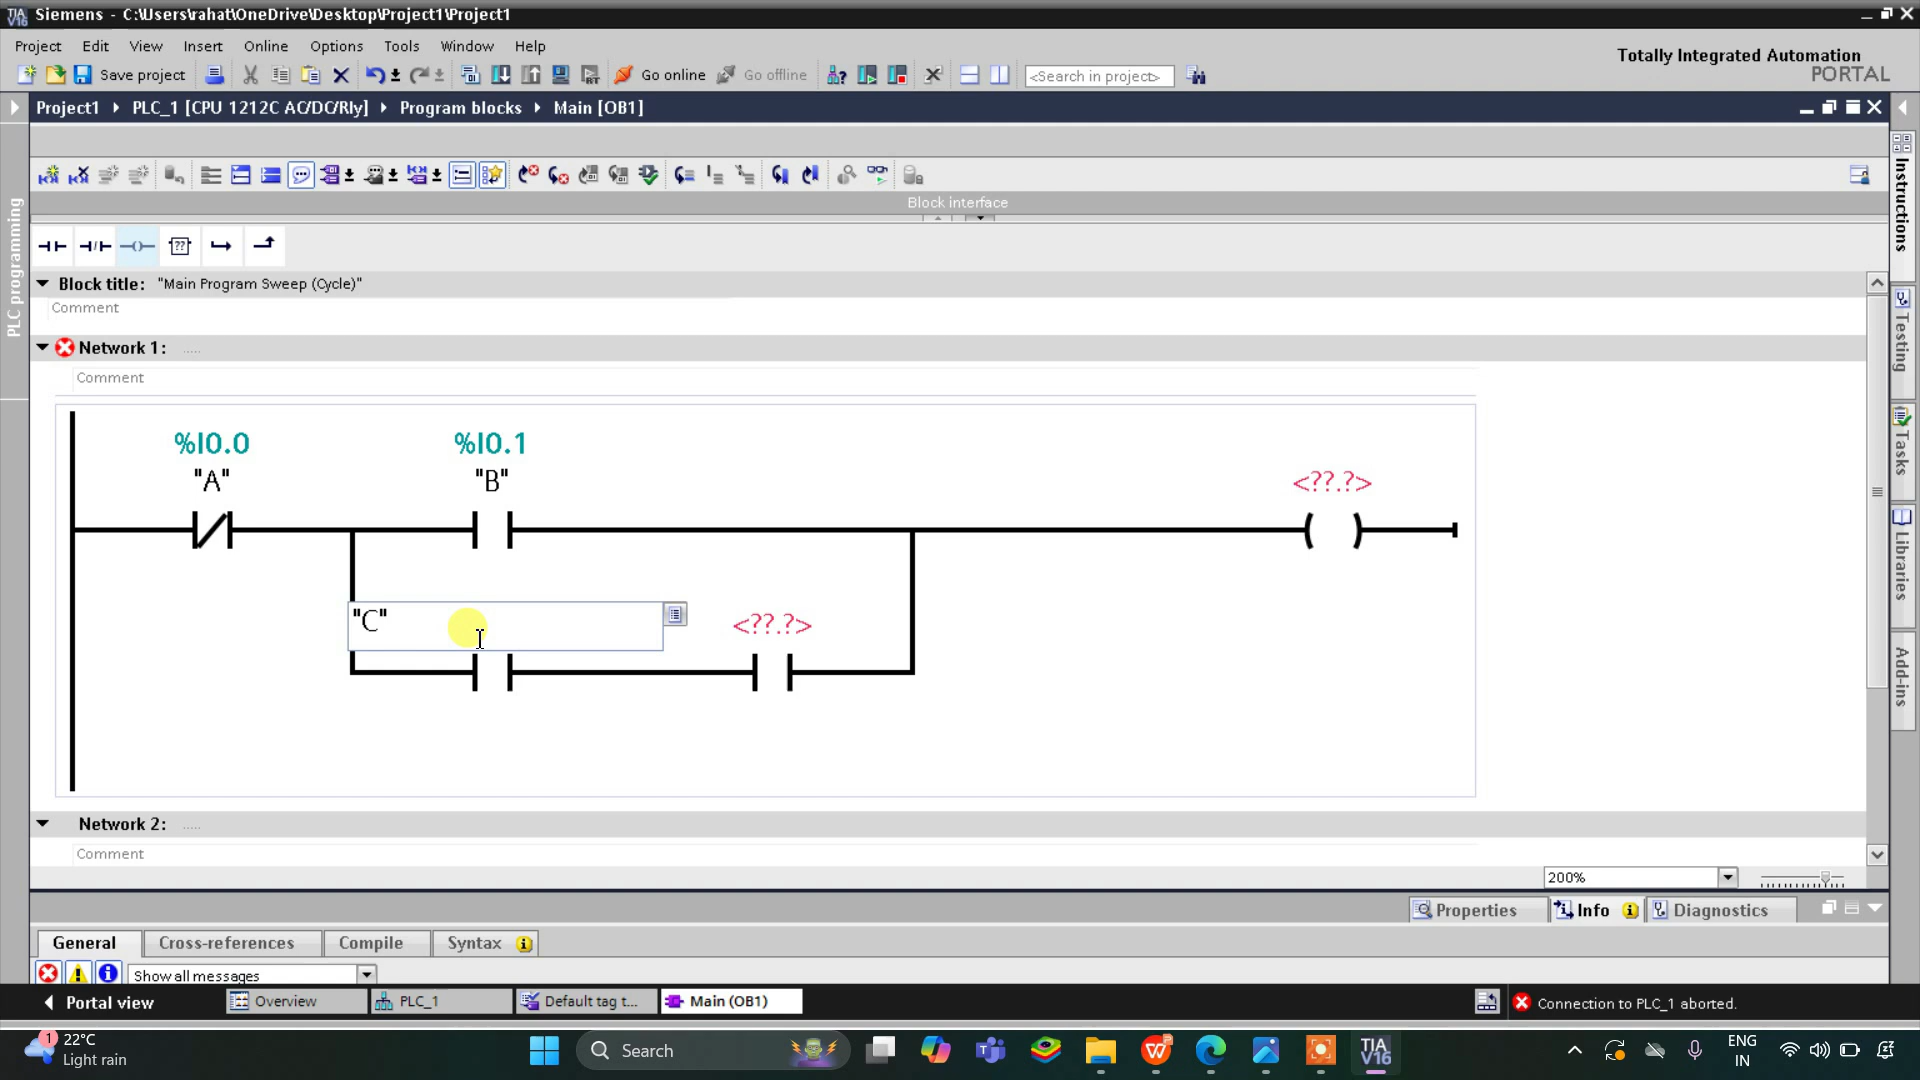 TIA V16 Siemens - C:\Users\rahat\OneDrive\Desktop\Project1\Project1
Project Edit View Insert Online Options Tools Window Help
Totally Integrated Automation
PORTAL
Save project Go online Go offline <Search in project>
Project1 PLC_1 [CPU 1212C AC/DC/Rly] Program blocks Main [OB1]
Block interface
PLC programming
Instructions
Testing
Tasks
Libraries
Add-ins
??
Block title: "Main Program Sweep (Cycle)"
Comment
Network 1: .....
Comment
%I0.0 %I0.1
"A" "B" <??.?>
"C" <??.?>
Network 2: .....
Comment
200%
Properties Info Diagnostics
General Cross-references Compile Syntax
Show all messages
Portal view Overview PLC_1 Default tag t... Main (OB1) Connection to PLC_1 aborted.
1 22°C
Light rain
Search
TIA V16
ENG
IN